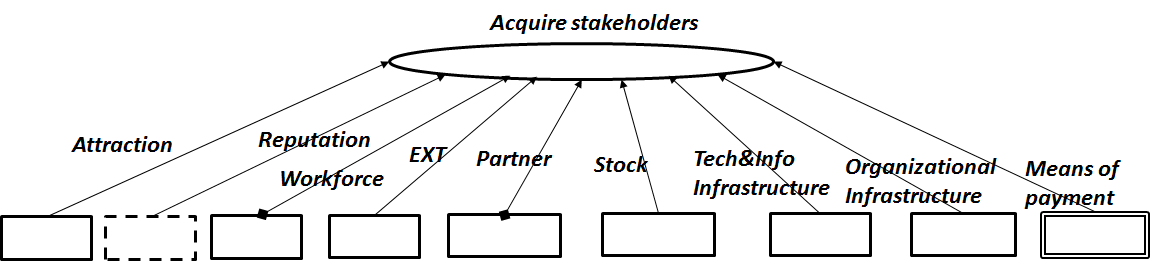 Acquire stakeholders
Attraction
Reputation
Workforce
EXT
Partner
Stock
Tech&Info
Infrastructure
Organizational
Infrastructure
Means of
payment